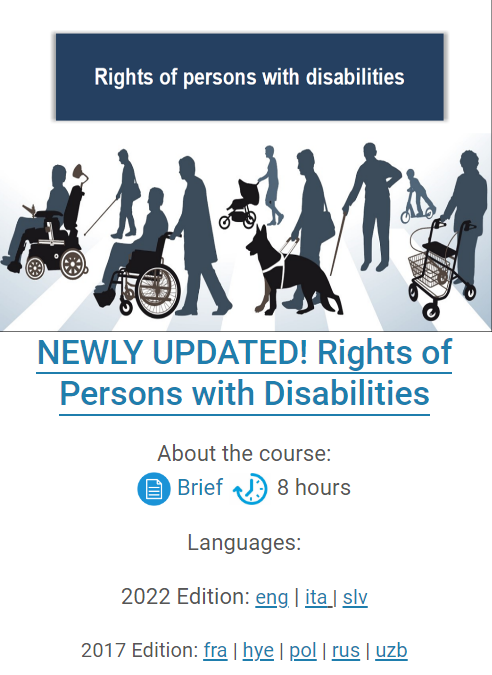 Rights of persons with disabilities
NEWLY UPDATED! Rights of
Persons with Disabilities
About the course:
Brief 8 hours
Languages:
2022 Edition: eng | ita | slv
2017 Edition: fra | hye | pol | rus | uzb